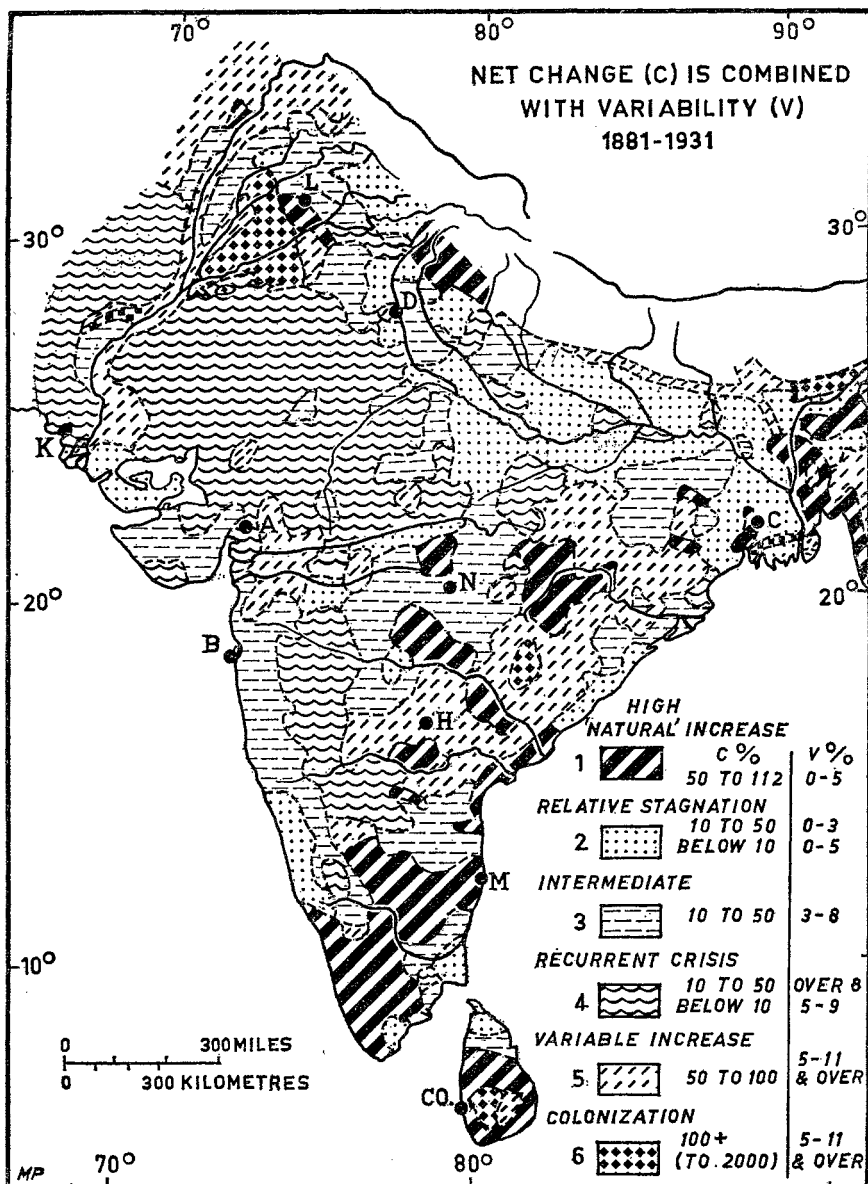 70° 80° 90°
NET CHANGE (C) IS COMBINED
WITH VARIABILITY (V)
1881-1931
L
30° 30°
D
K
A
C
N
20° 20°
B
H
HIGH
'NATURAL' INCREASE
C % V %
1 50 TO 112 0-5
RELATIVE STAGNATION
2 10 TO 50 0-3
BELOW 10 0-5
M
INTERMEDIATE
3 10 TO 50 3-8
10°
RECURRENT CRISIS
4 10 TO 50 OVER 8
BELOW 10 5-9
0 300 MILES
0 300 KILOMETRES
VARIABLE INCREASE
5 50 TO 100 5-11
& OVER
CO.
COLONIZATION
6 100+ 5-11
(TO.2000) & OVER
MP 70° 80°